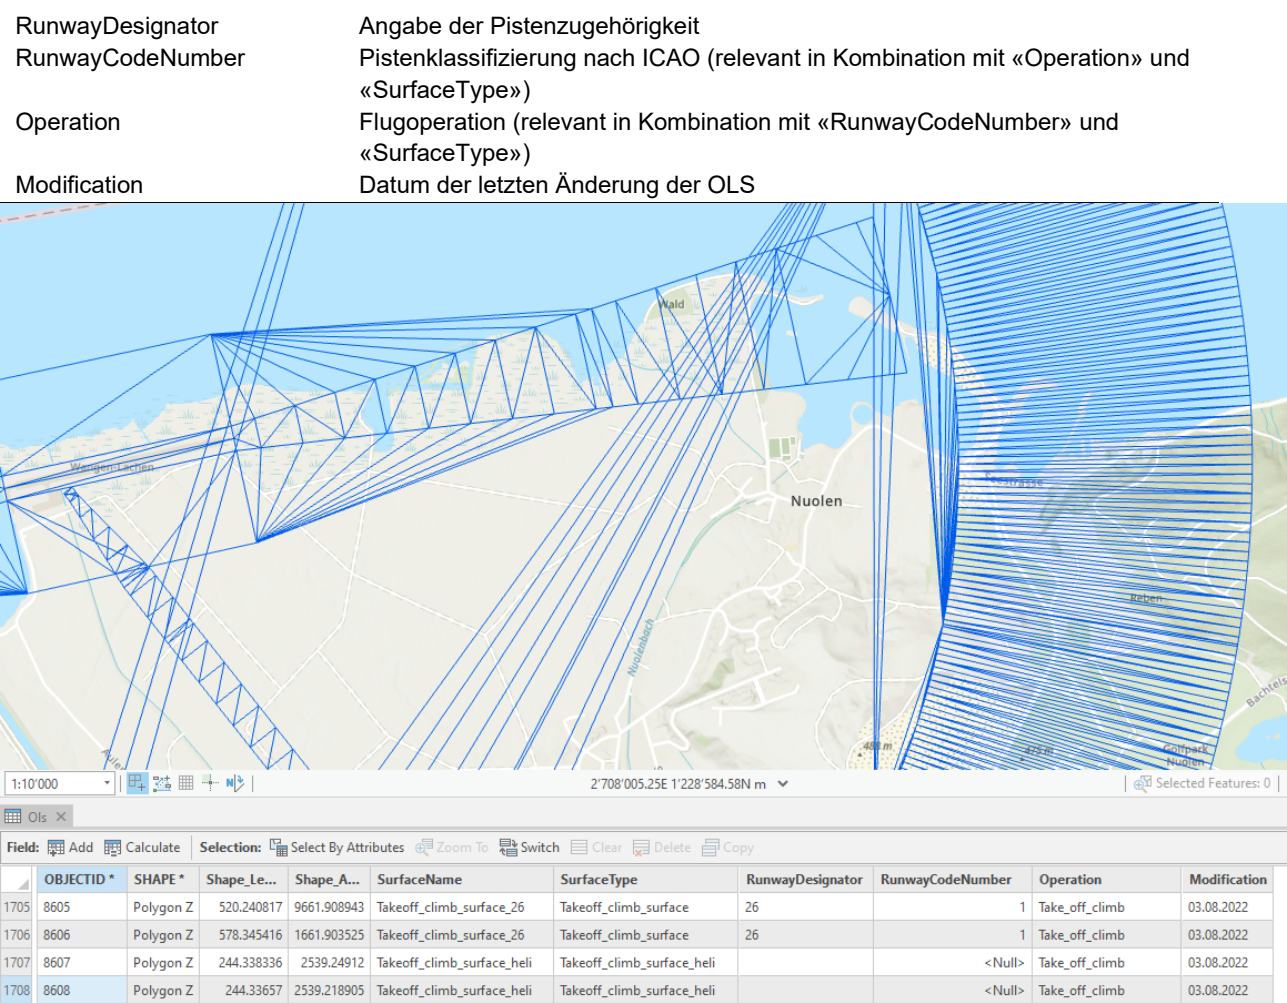 RunwayDesignator Angabe der Pistenzugehörigkeit
RunwayCodeNumber Pistenklassifizierung nach ICAO (relevant in Kombination mit «Operation» und
«SurfaceType»)
Operation Flugoperation (relevant in Kombination mit «RunwayCodeNumber» und
«SurfaceType»)
Modification Datum der letzten Änderung der OLS
Wald
Wangen-Lachen
Seestrasse
Nuolen
Reben
Nuolenbach
Golfpark
Nuolen
1:10'000 2'708'005.25E 1'228'584.58N m Selected Features: 0
Ols
Field: Add Calculate Selection: Select By Attributes Zoom To Switch Clear Delete Copy
OBJECTID * SHAPE * Shape_Le... Shape_A... SurfaceName SurfaceType RunwayDesignator RunwayCodeNumber Operation Modification
1705 8605 Polygon Z 520.240817 9661.908943 Takeoff_climb_surface_26 Takeoff_climb_surface 26 1 Take_off_climb 03.08.2022
1706 8606 Polygon Z 578.345416 1661.903525 Takeoff_climb_surface_26 Takeoff_climb_surface 26 1 Take_off_climb 03.08.2022
1707 8607 Polygon Z 244.338336 2539.24912 Takeoff_climb_surface_heli Takeoff_climb_surface_heli <Null> Take_off_climb 03.08.2022
1708 8608 Polygon Z 244.33657 2539.218905 Takeoff_climb_surface_heli Takeoff_climb_surface_heli <Null> Take_off_climb 03.08.2022